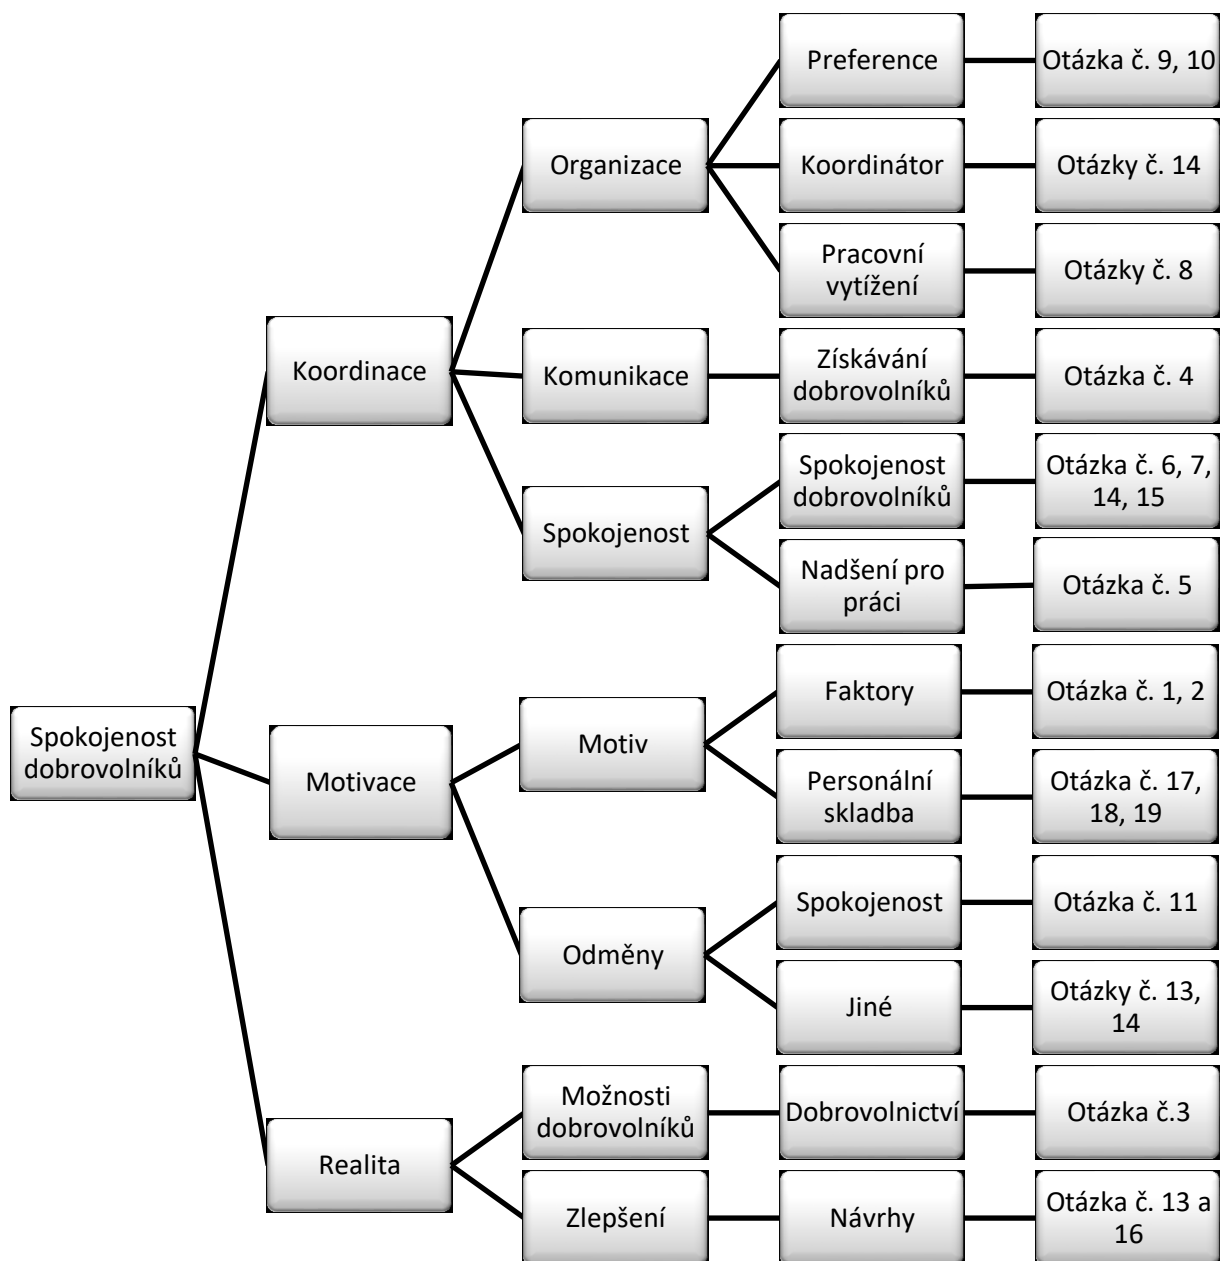 Preference
Otázka č. 9, 10
Organizace
Koordinátor
Otázky č. 14
Pracovní
vytížení
Otázky č. 8
Koordinace
Komunikace
Získávání
dobrovolníků
Otázka č. 4
Spokojenost
Spokojenost
dobrovolníků
Otázka č. 6, 7,
14, 15
Nadšení pro
práci
Otázka č. 5
Spokojenost
dobrovolníků
Motivace
Motiv
Faktory
Otázka č. 1, 2
Personální
skladba
Otázka č. 17,
18, 19
Odměny
Spokojenost
Otázka č. 11
Jiné
Otázky č. 13,
14
Realita
Možnosti
dobrovolníků
Dobrovolnictví
Otázka č.3
Zlepšení
Návrhy
Otázka č. 13 a
16